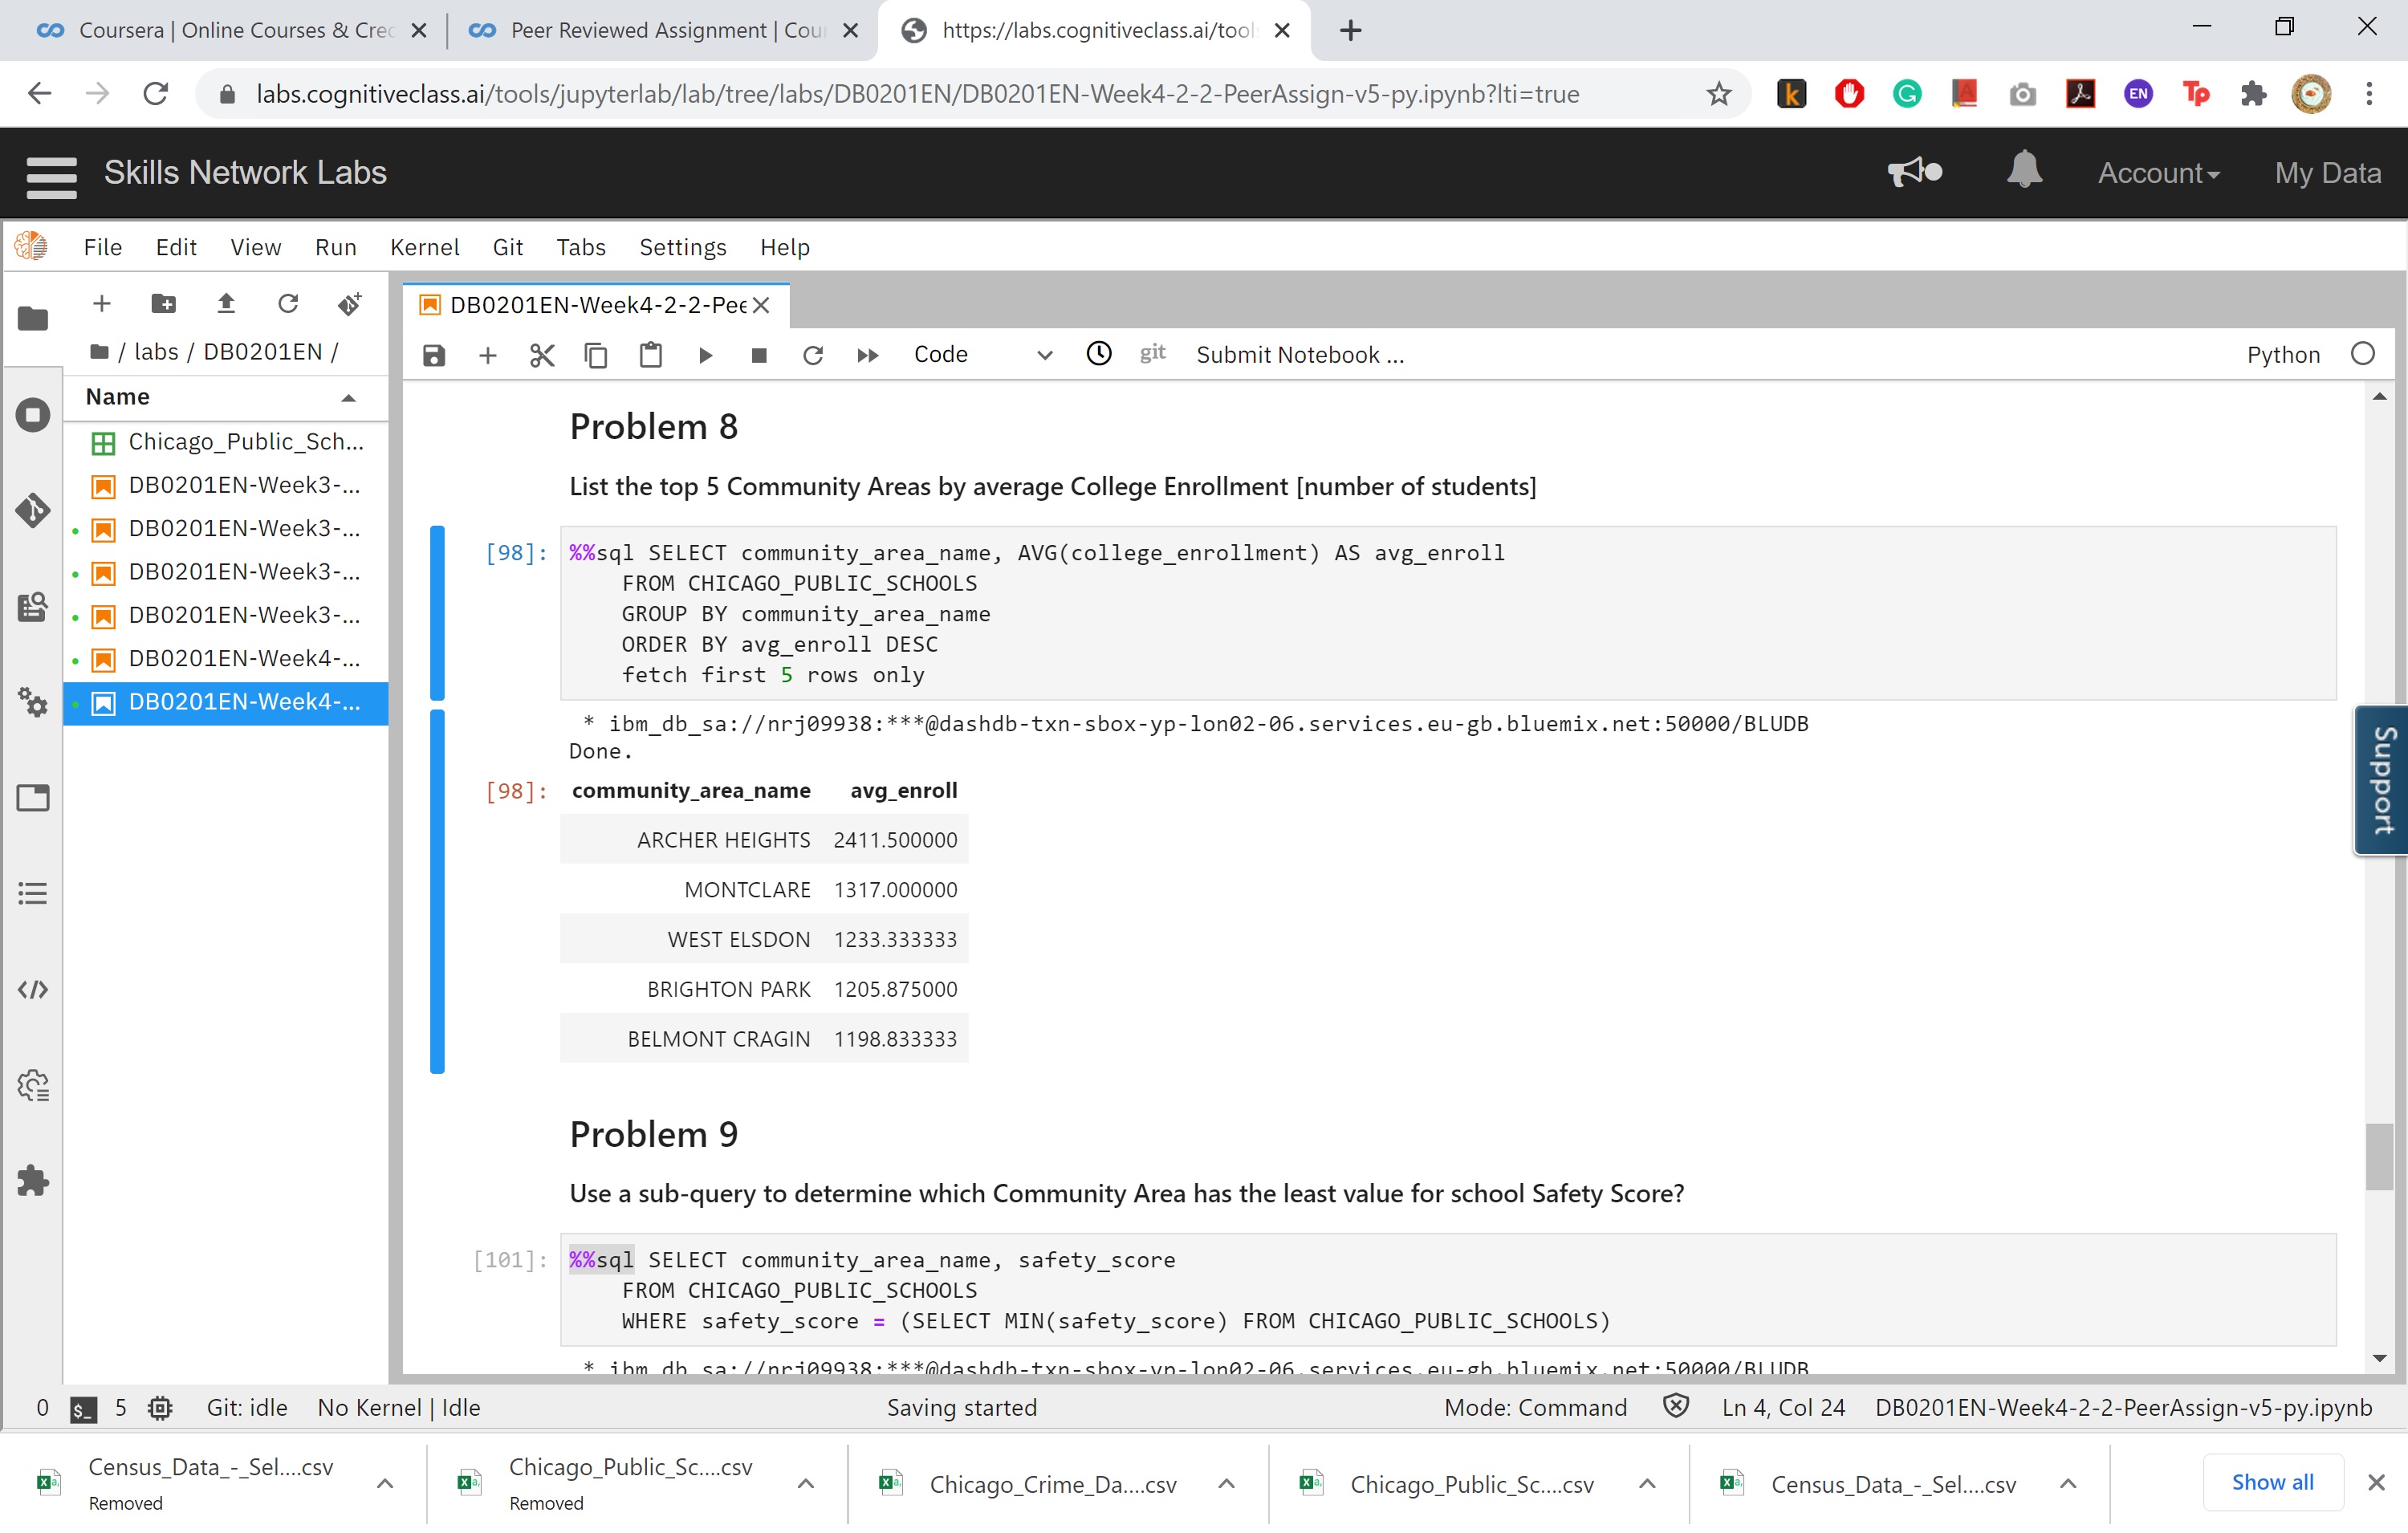 Coursera | Online Courses & Crec
Peer Reviewed Assignment | Cou
https://labs.cognitiveclass.ai/tool
labs.cognitiveclass.ai/tools/jupyterlab/lab/tree/labs/DB0201EN/DB0201EN-Week4-2-2-PeerAssign-v5-py.ipynb?lti=true
k
G
A
EN
Tp
Skills Network Labs
Account
My Data
File Edit View Run Kernel Git Tabs Settings Help
DB0201EN-Week4-2-2-Pee
/ labs / DB0201EN /
Code
git
Submit Notebook ...
Python
Name
Chicago_Public_Sch...
DB0201EN-Week3-...
DB0201EN-Week3-...
DB0201EN-Week3-...
DB0201EN-Week3-...
DB0201EN-Week4-...
DB0201EN-Week4-...
Problem 8
List the top 5 Community Areas by average College Enrollment [number of students]
[98]: %%sql SELECT community_area_name, AVG(college_enrollment) AS avg_enroll
FROM CHICAGO_PUBLIC_SCHOOLS
GROUP BY community_area_name
ORDER BY avg_enroll DESC
fetch first 5 rows only
* ibm_db_sa://nrj09938:***@dashdb-txn-sbox-yp-lon02-06.services.eu-gb.bluemix.net:50000/BLUDB
Done.
[98]: community_area_name avg_enroll
ARCHER HEIGHTS 2411.500000
MONTCLARE 1317.000000
WEST ELSDON 1233.333333
BRIGHTON PARK 1205.875000
BELMONT CRAGIN 1198.833333
Problem 9
Use a sub-query to determine which Community Area has the least value for school Safety Score?
[101]: %%sql SELECT community_area_name, safety_score
FROM CHICAGO_PUBLIC_SCHOOLS
WHERE safety_score = (SELECT MIN(safety_score) FROM CHICAGO_PUBLIC_SCHOOLS)
* ibm_db_sa://nrj09938:***@dashdb-txn-sbox-yp-lon02-06.services.eu-gb.bluemix.net:50000/BLUDB
Support
0 $_ 5 Git: idle No Kernel | Idle Saving started Mode: Command Ln 4, Col 24 DB0201EN-Week4-2-2-PeerAssign-v5-py.ipynb
Census_Data_-_Sel....csv
Removed
Chicago_Public_Sc....csv
Removed
Chicago_Crime_Da....csv
Chicago_Public_Sc....csv
Census_Data_-_Sel....csv
Show all